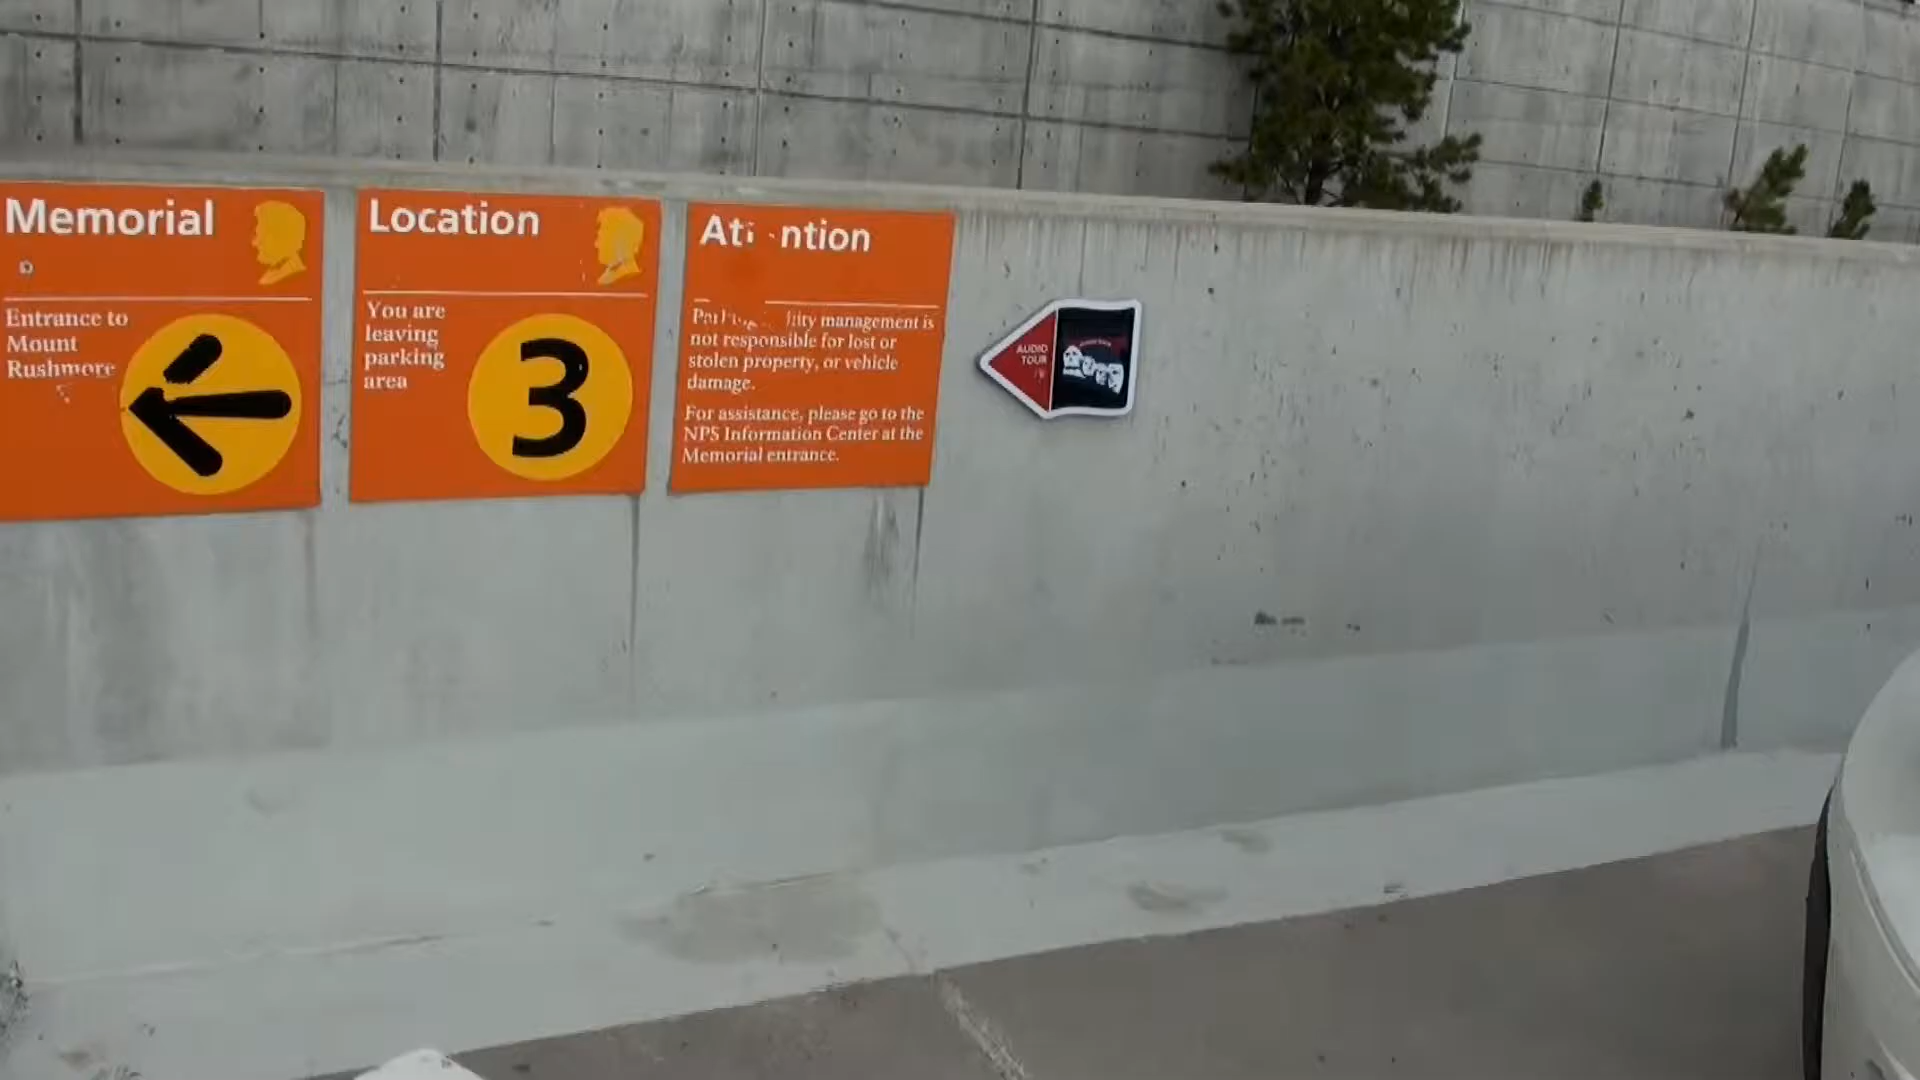 Memorial
Entrance to
Mount
Rushmore
Location
You are
leaving
parking
area
3
management is
not responsible for lost or
stolen property, or vehicle
damage.
For assistance, please go to the
NPS Information Center at the
Memorial entrance.
AUDIO
TOUR